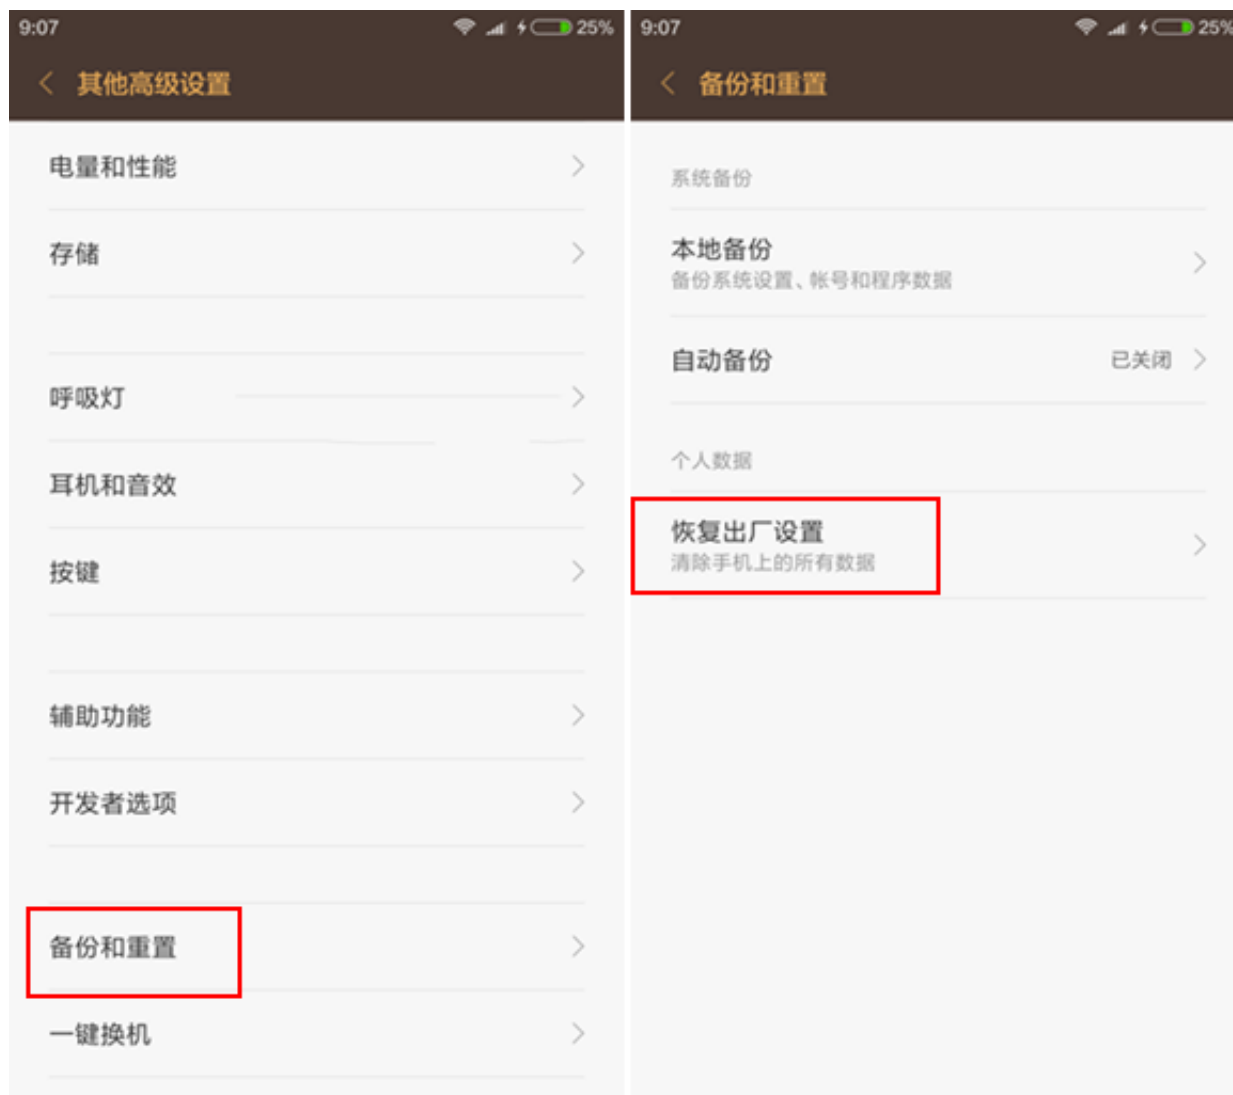 9:07
25%
其他高级设置
电量和性能
存储
呼吸灯
耳机和音效
按键
辅助功能
开发者选项
备份和重置
一键换机
9:07
25%
备份和重置
系统备份
本地备份
备份系统设置、帐号和程序数据
自动备份
已关闭
个人数据
恢复出厂设置
清除手机上的所有数据